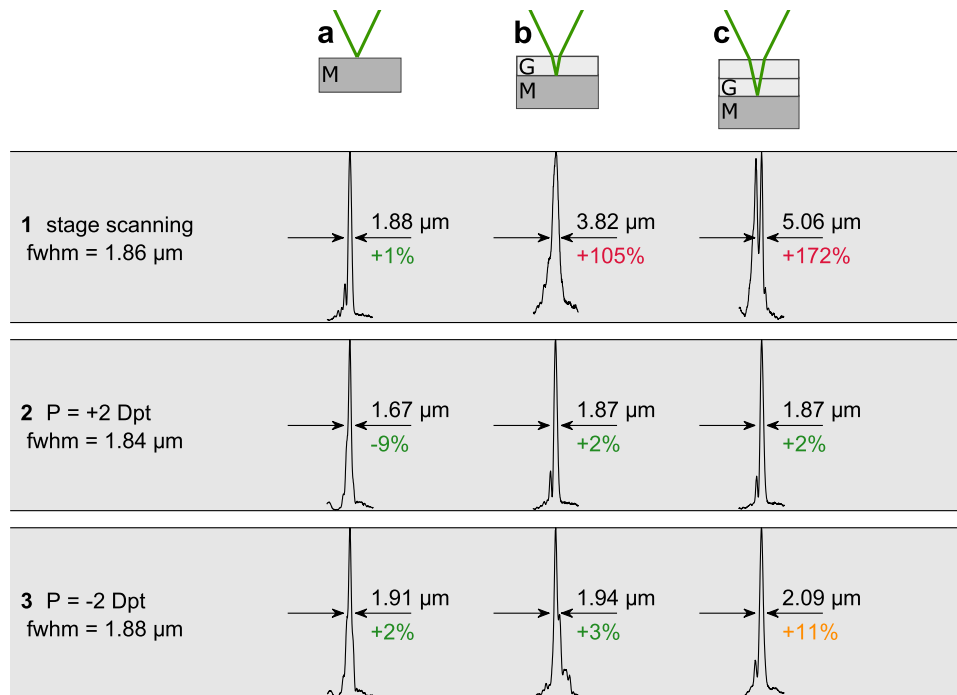 a b c
M
G
M
G
M
1 stage scanning
fwhm = 1.86 µm
1.88 µm
+1%
3.82 µm
+105%
5.06 µm
+172%
2 P = +2 Dpt
fwhm = 1.84 µm
1.67 µm
-9%
1.87 µm
+2%
1.87 µm
+2%
3 P = -2 Dpt
fwhm = 1.88 µm
1.91 µm
+2%
1.94 µm
+3%
2.09 µm
+11%